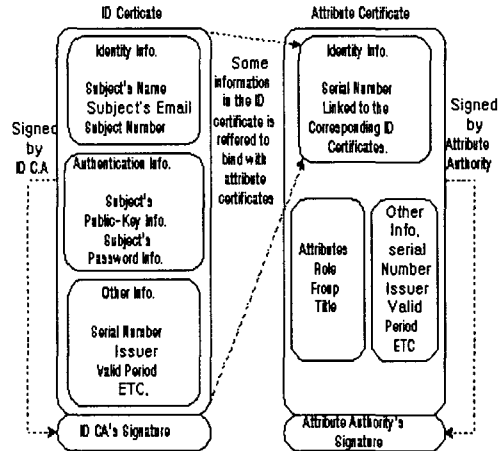 ID Cerlicate
Identity Info.
Subject's Name
Subject's Email
Subject Number
Signed
by
ID C.A
Authentication Info.
Subject's
Public-Key Info.
Subject's
Password Info.
Other Info.
Serial Number
Issuer
Valid Period
ETC.
ID CA's Signature
Some
information
in the ID
certificate is
reffered to
bind with
attribute
certificates
Attribute Certificate
Identity Info.
Serial Number
Linked to the
Corresponding ID
Certificates.
Signed
by
Attribute
Authority
Attributes
Role
Froup
Title
Other
Info,
serial
Number
Issuer
Valid
Period
ETC
Attribute Authority's
Signature